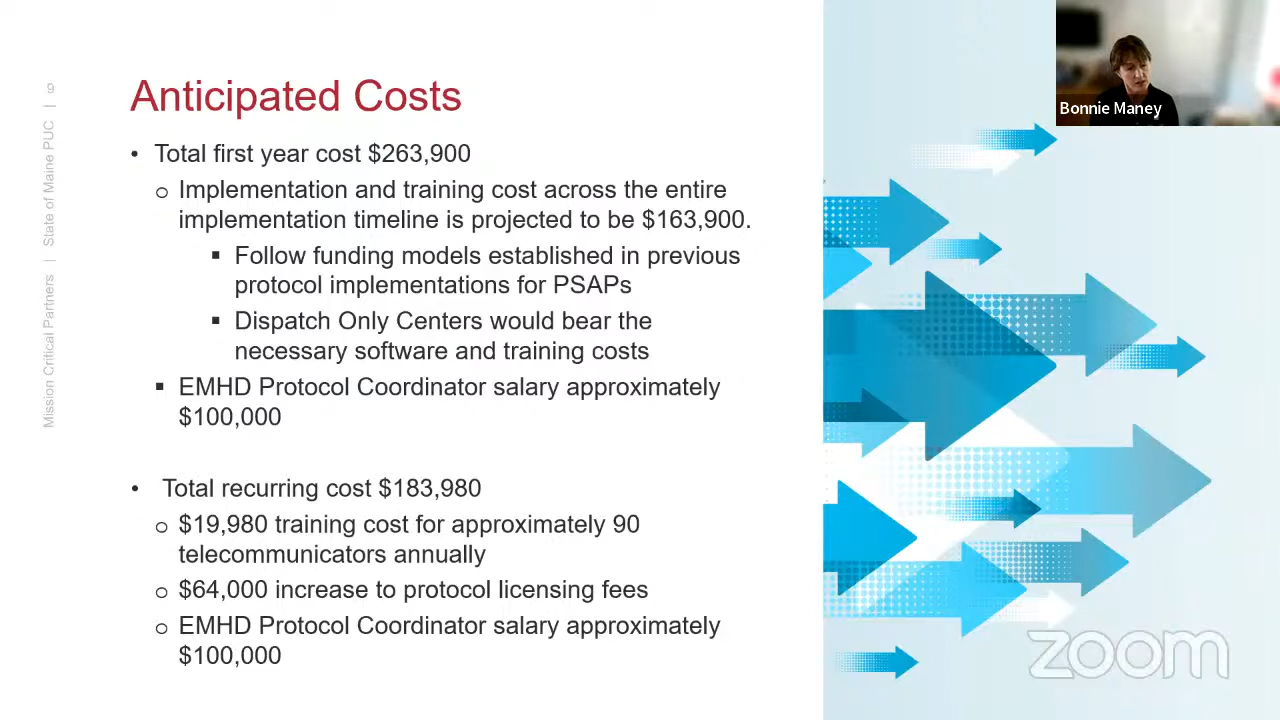 Anticipated Costs
• Total first year cost $263,900
o Implementation and training cost across the entire
implementation timeline is projected to be $163,900.
▪ Follow funding models established in previous
protocol implementations for PSAPs
▪ Dispatch Only Centers would bear the
necessary software and training costs
▪ EMHD Protocol Coordinator salary approximately
$100,000
• Total recurring cost $183,980
o $19,980 training cost for approximately 90
telecommunicators annually
o $64,000 increase to protocol licensing fees
o EMHD Protocol Coordinator salary approximately
$100,000
Mission Critical Partners | State of Maine PUC | 9
Bonnie Maney
zoom